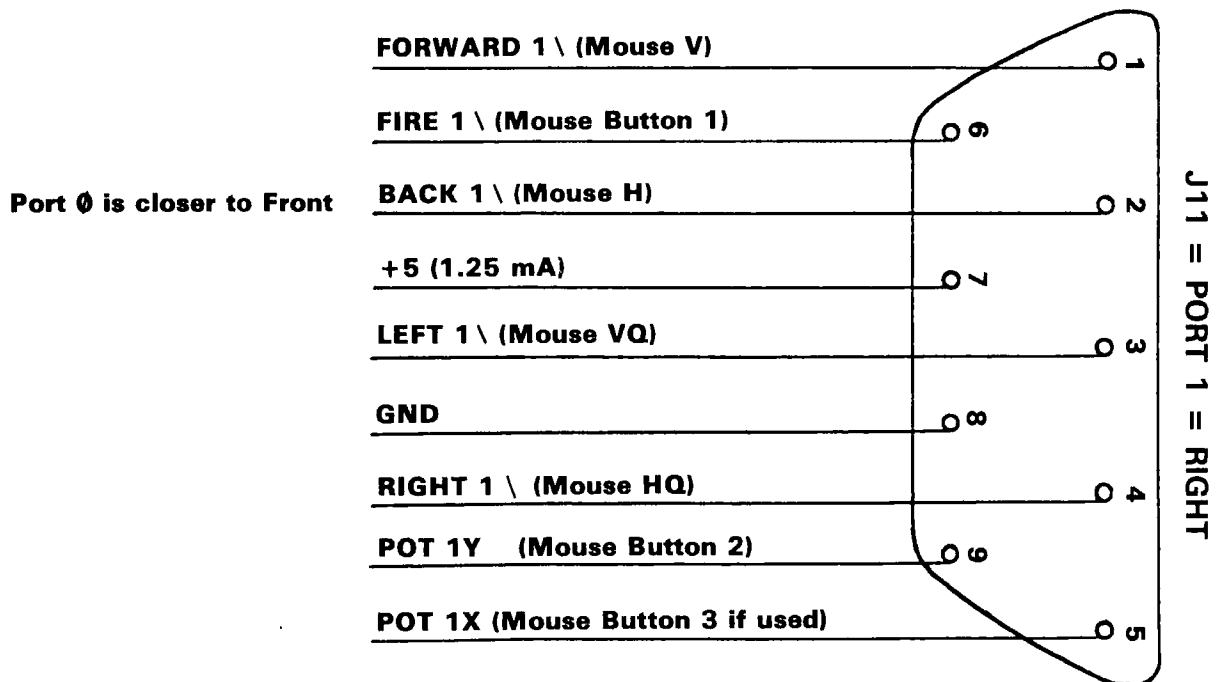 FORWARD 1 \ (Mouse V)
1
FIRE 1 \ (Mouse Button 1)
6
Port 0 is closer to Front
BACK 1 \ (Mouse H)
2
+5 (1.25 mA)
7
LEFT 1 \ (Mouse VQ)
3
GND
8
RIGHT 1 \ (Mouse HQ)
4
POT 1Y (Mouse Button 2)
9
POT 1X (Mouse Button 3 if used)
5
J11 = PORT 1 = RIGHT